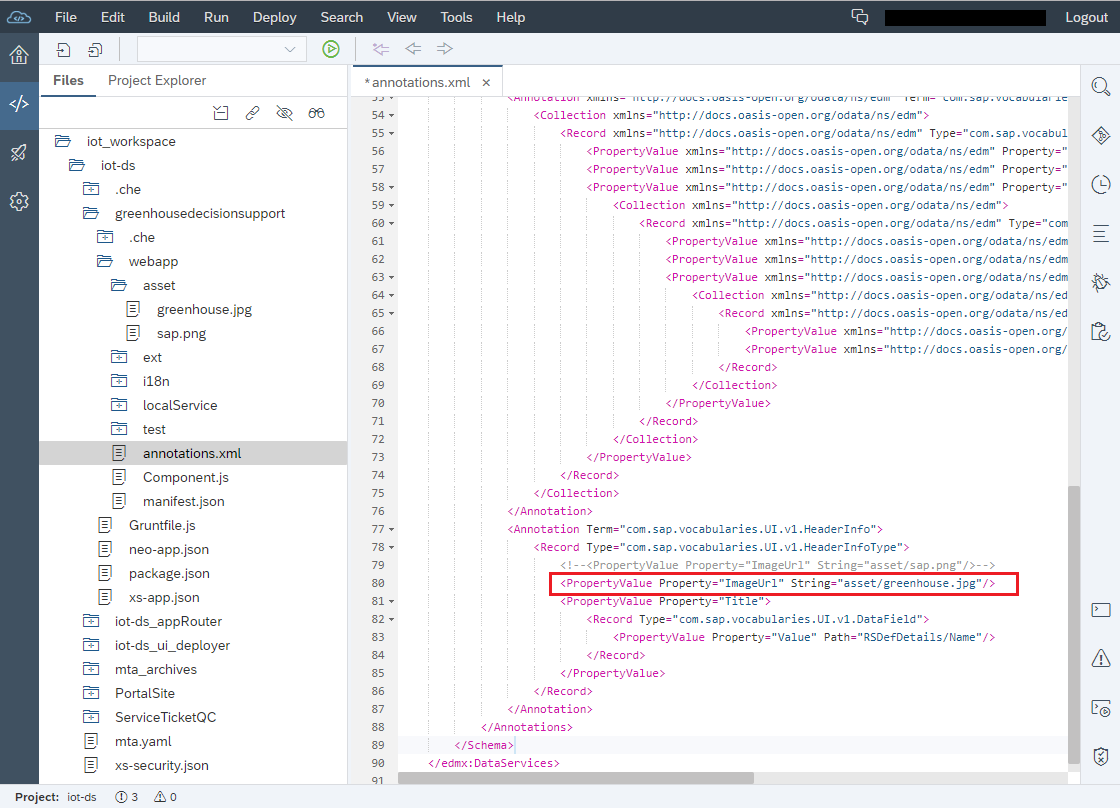 File Edit Build Run Deploy Search View Tools Help Logout
Files Project Explorer
*annotations.xml ×
iot_workspace
iot-ds
.che
greenhousedecisionsupport
.che
webapp
asset
greenhouse.jpg
sap.png
ext
i18n
localService
test
annotations.xml
Component.js
manifest.json
Gruntfile.js
neo-app.json
package.json
xs-app.json
iot-ds_appRouter
iot-ds_ui_deployer
mta_archives
PortalSite
ServiceTicketQC
mta.yaml
xs-security.json
53 <Annotation xmlns="http://docs.oasis-open.org/odata/ns/edm" Term="com.sap.vocabularie
54 <Collection xmlns="http://docs.oasis-open.org/odata/ns/edm">
55 <Record xmlns="http://docs.oasis-open.org/odata/ns/edm" Type="com.sap.vocabul
56 <PropertyValue xmlns="http://docs.oasis-open.org/odata/ns/edm" Property="
57 <PropertyValue xmlns="http://docs.oasis-open.org/odata/ns/edm" Property="
58 <PropertyValue xmlns="http://docs.oasis-open.org/odata/ns/edm" Property="
59 <Collection xmlns="http://docs.oasis-open.org/odata/ns/edm">
60 <Record xmlns="http://docs.oasis-open.org/odata/ns/edm" Type="com
61 <PropertyValue xmlns="http://docs.oasis-open.org/odata/ns/edm
62 <PropertyValue xmlns="http://docs.oasis-open.org/odata/ns/edm
63 <PropertyValue xmlns="http://docs.oasis-open.org/odata/ns/edm
64 <Collection xmlns="http://docs.oasis-open.org/odata/ns/ed
65 <Record xmlns="http://docs.oasis-open.org/odata/ns/ed
66 <PropertyValue xmlns="http://docs.oasis-open.org/
67 <PropertyValue xmlns="http://docs.oasis-open.org/
68 </Record>
69 </Collection>
70 </PropertyValue>
71 </Record>
72 </Collection>
73 </PropertyValue>
74 </Record>
75 </Collection>
76 </Annotation>
77 <Annotation Term="com.sap.vocabularies.UI.v1.HeaderInfo">
78 <Record Type="com.sap.vocabularies.UI.v1.HeaderInfoType">
79 <!--<PropertyValue Property="ImageUrl" String="asset/sap.png"/>-->
80 <PropertyValue Property="ImageUrl" String="asset/greenhouse.jpg"/>
81 <PropertyValue Property="Title">
82 <Record Type="com.sap.vocabularies.UI.v1.DataField">
83 <PropertyValue Property="Value" Path="RSDefDetails/Name"/>
84 </Record>
85 </PropertyValue>
86 </Record>
87 </Annotation>
88 </Annotations>
89 </Schema>
90 </edmx:DataServices>
91
Project: iot-ds 3 0